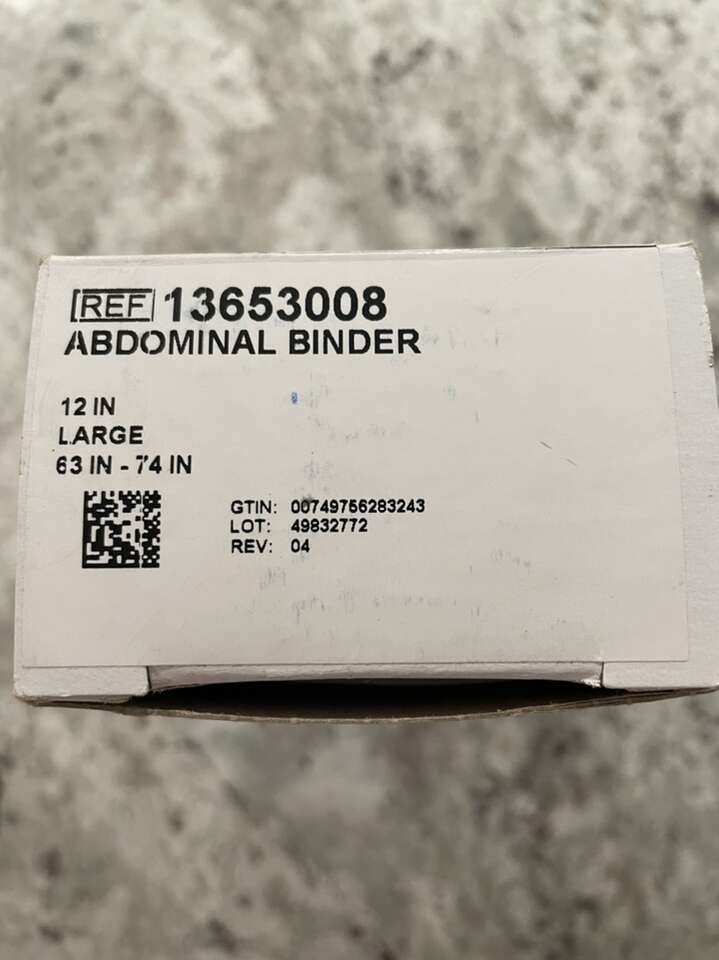 REF 13653008
ABDOMINAL BINDER
12 IN
LARGE
63 IN - 74 IN
GTIN: 00749756283243
LOT: 49832772
REV: 04